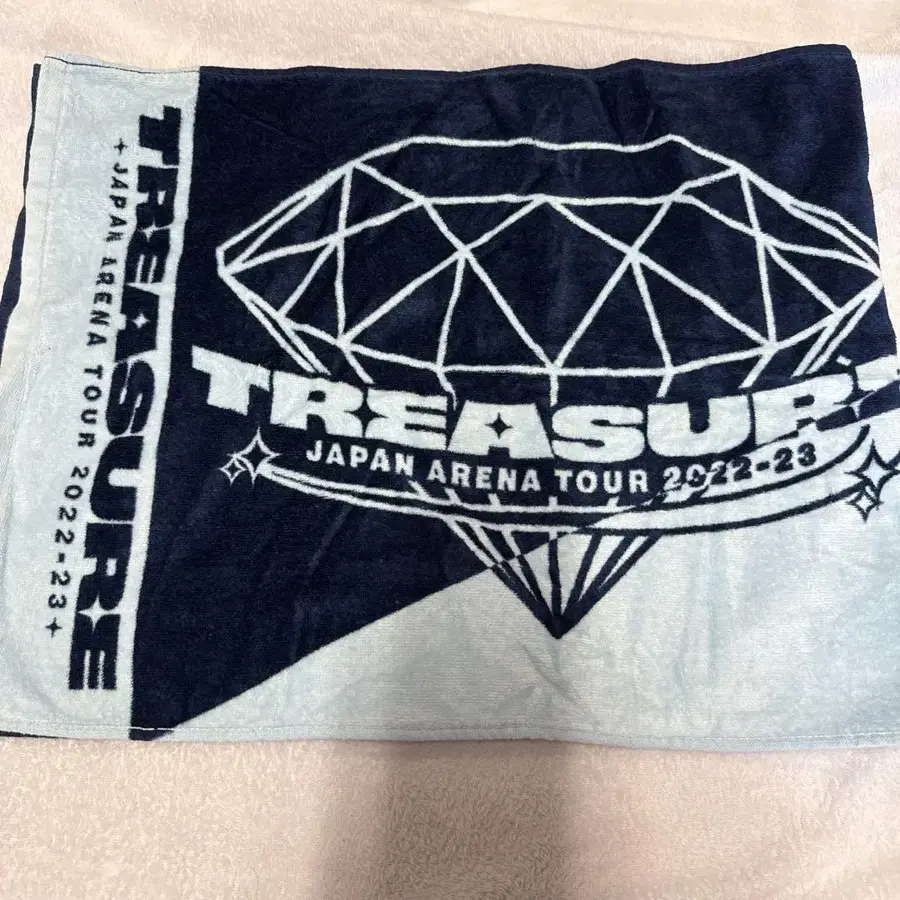 TREASURE
✦ JAPAN ARENA TOUR 2022-23 ✦
TREASURE
JAPAN ARENA TOUR 2022-23